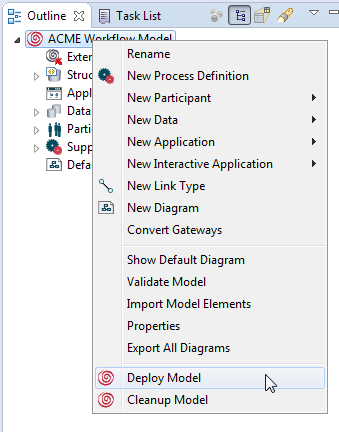 Outline Task List
ACME Workflow Model
Exter
Rename
Struc
New Process Definition
Appl
New Participant
Data
New Data
Parti
New Application
Supp
New Interactive Application
Defa
New Link Type
New Diagram
Convert Gateways
Show Default Diagram
Validate Model
Import Model Elements
Properties
Export All Diagrams
Deploy Model
Cleanup Model